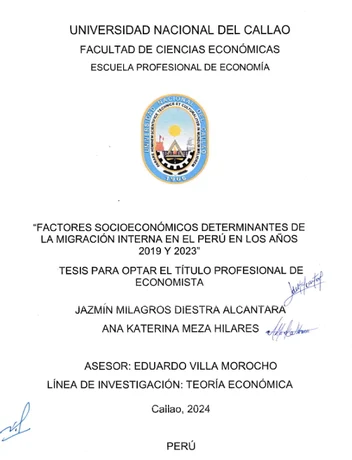 UNIVERSIDAD NACIONAL DEL CALLAO
FACULTAD DE CIENCIAS ECONÓMICAS
ESCUELA PROFESIONAL DE ECONOMÍA
“FACTORES SOCIOECONÓMICOS DETERMINANTES DE
LA MIGRACIÓN INTERNA EN EL PERÚ EN LOS AÑOS
2019 Y 2023”
TESIS PARA OPTAR EL TÍTULO PROFESIONAL DE
ECONOMISTA
JAZMÍN MILAGROS DIESTRA ALCANTARA
ANA KATERINA MEZA HILARES
ASESOR: EDUARDO VILLA MOROCHO
LÍNEA DE INVESTIGACIÓN: TEORÍA ECONÓMICA
Callao, 2024
PERÚ